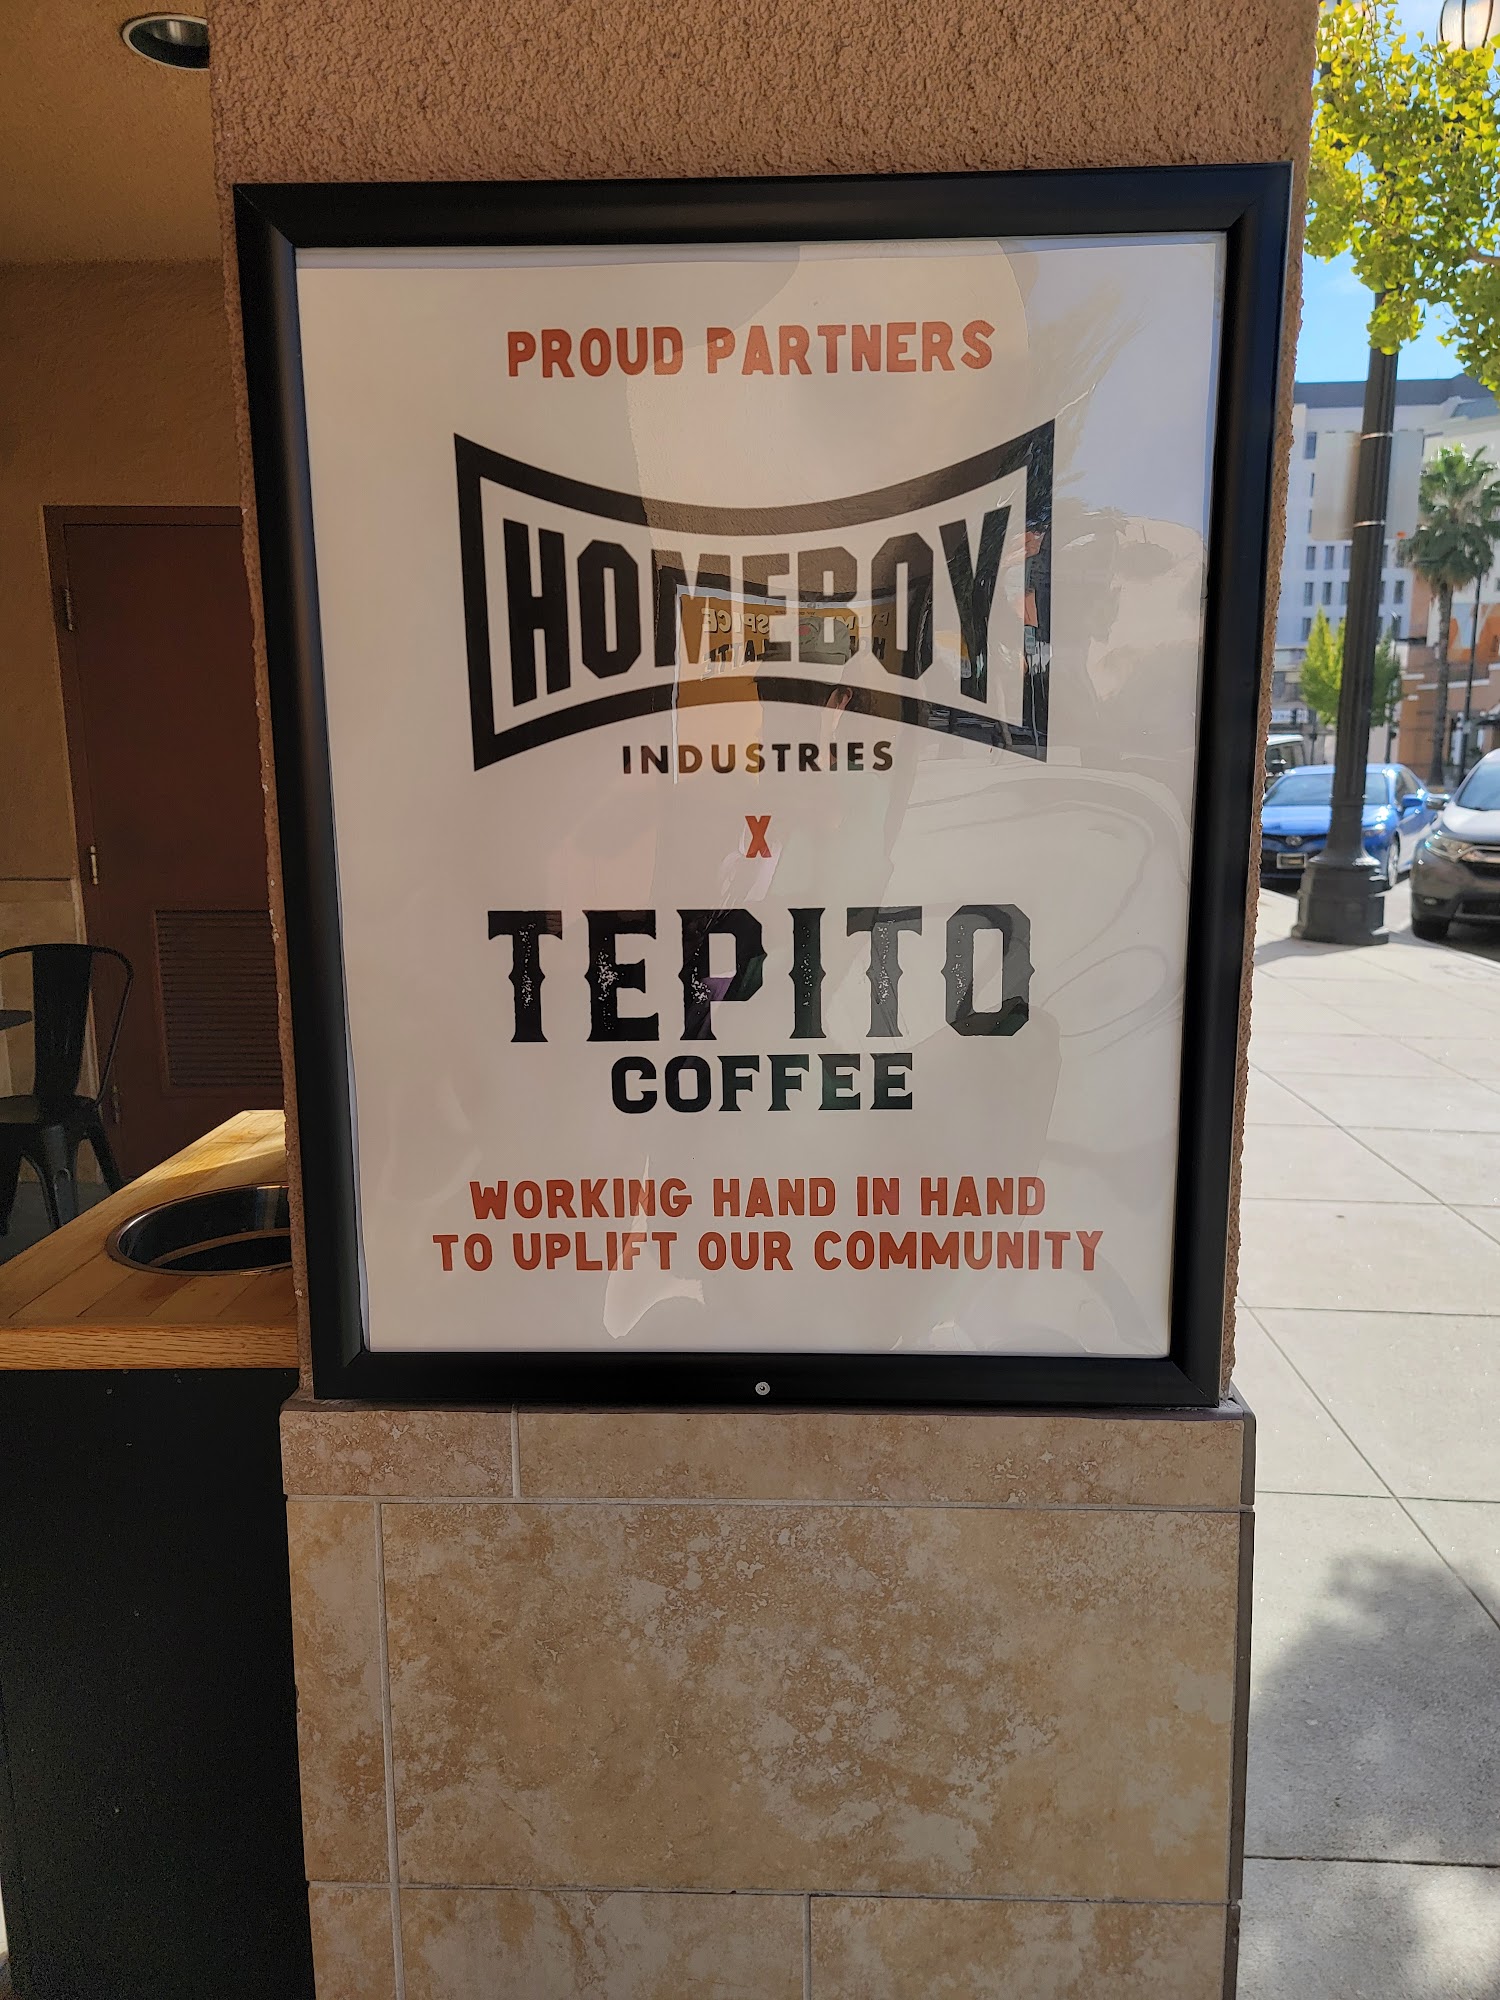 PROUD PARTNERS
HOMEBOY
INDUSTRIES
X
TEPITO
COFFEE
WORKING HAND IN HAND
TO UPLIFT OUR COMMUNITY